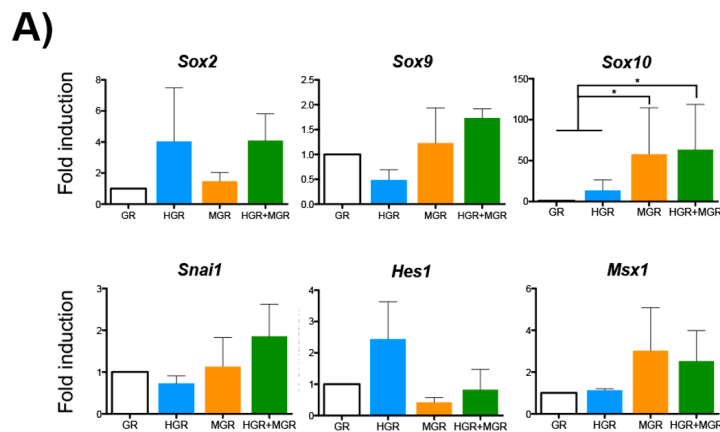 A)
Sox2 Sox9 Sox10
Fold induction
8
6
4
2
0
GR HGR MGR HGR+MGR
2.5
2.0
1.5
1.0
0.5
0.0
GR HGR MGR HGR+MGR
150
100
50
0
* *
GR HGR MGR HGR+MGR
Snai1 Hes1 Msx1
Fold induction
3
2
1
0
GR HGR MGR HGR+MGR
4
3
2
1
0
GR HGR MGR HGR+MGR
6
4
2
0
GR HGR MGR HGR+MGR